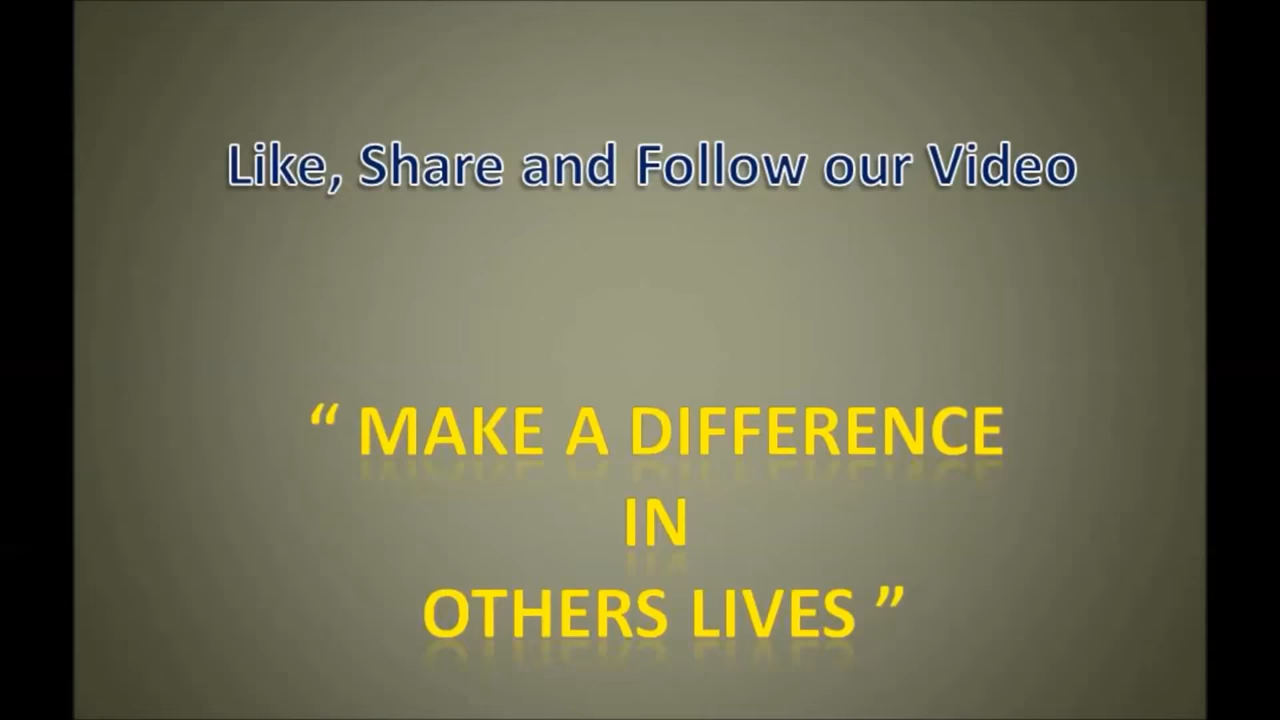 Like, Share and Follow our Video
“ MAKE A DIFFERENCE
IN
OTHERS LIVES ”